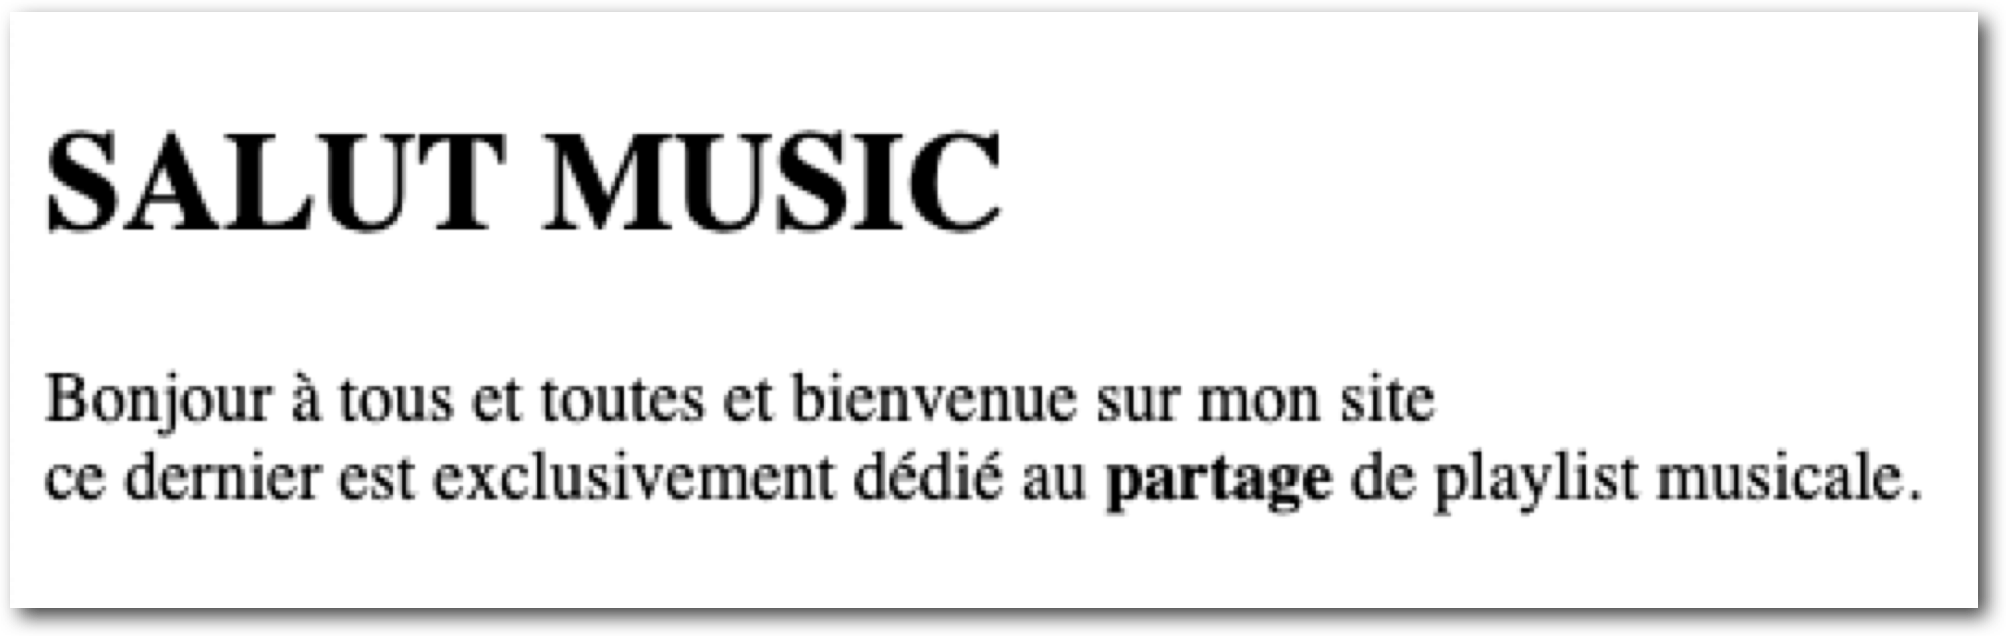 SALUT MUSIC
Bonjour à tous et toutes et bienvenue sur mon site
ce dernier est exclusivement dédié au partage de playlist musicale.